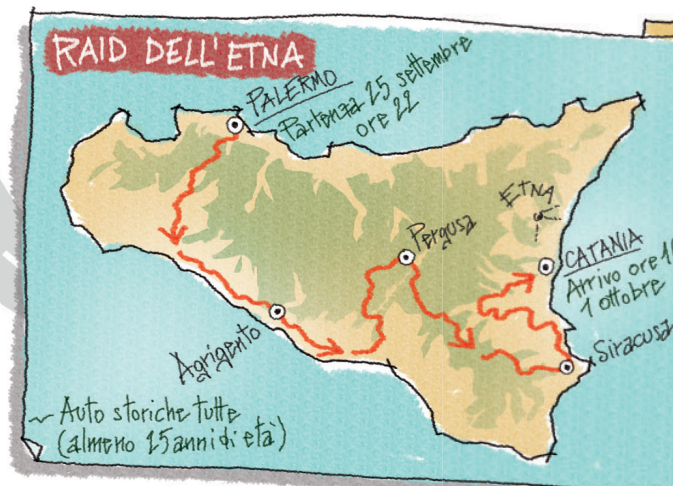 RAID DELL'ETNA
PALERMO
Partenza 25 settembre
ore 22
ETNA
Pergusa
CATANIA
Arrivo ore
1 ottobre
Agrigento
Siracusa
Auto storiche tutte
(almeno 25 anni di età)